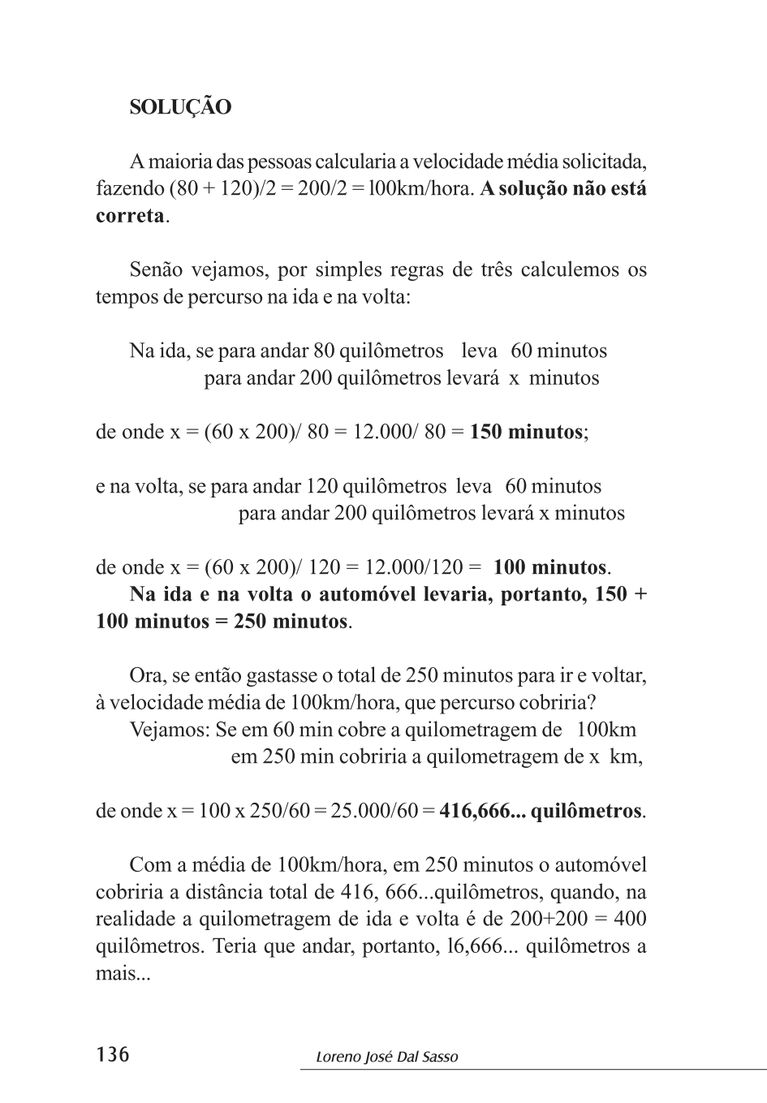 SOLUÇÃO
A maioria das pessoas calcularia a velocidade média solicitada,
fazendo (80 + 120)/2 = 200/2 = l00km/hora. A solução não está
correta.
Senão vejamos, por simples regras de três calculemos os
tempos de percurso na ida e na volta:
Na ida, se para andar 80 quilômetros leva 60 minutos
para andar 200 quilômetros levará x minutos
de onde x = (60 x 200)/ 80 = 12.000/ 80 = 150 minutos;
e na volta, se para andar 120 quilômetros leva 60 minutos
para andar 200 quilômetros levará x minutos
de onde x = (60 x 200)/ 120 = 12.000/120 = 100 minutos.
Na ida e na volta o automóvel levaria, portanto, 150 +
100 minutos = 250 minutos.
Ora, se então gastasse o total de 250 minutos para ir e voltar,
à velocidade média de 100km/hora, que percurso cobriria?
Vejamos: Se em 60 min cobre a quilometragem de 100km
em 250 min cobriria a quilometragem de x km,
de onde x = 100 x 250/60 = 25.000/60 = 416,666... quilômetros.
Com a média de 100km/hora, em 250 minutos o automóvel
cobriria a distância total de 416, 666...quilômetros, quando, na
realidade a quilometragem de ida e volta é de 200+200 = 400
quilômetros. Teria que andar, portanto, l6,666... quilômetros a
mais...
136 Loreno José Dal Sasso